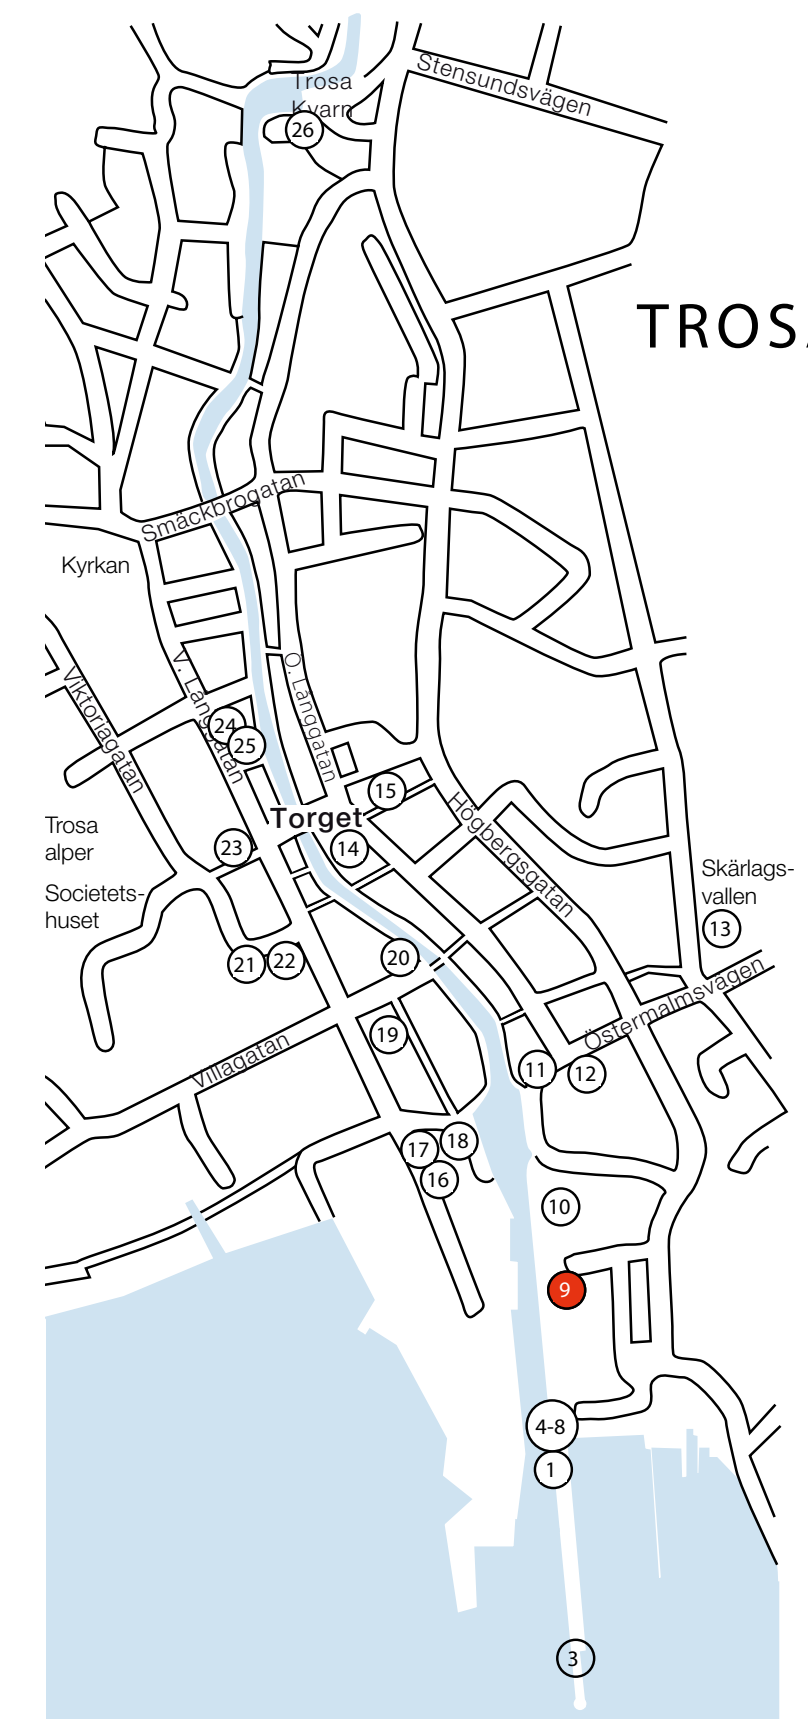 Stensundsvägen
Trosa
Kvarn
26
TROSA
Smäckbrogatan
Kyrkan
V. Långgatan
Ö. Långgatan
Viktoriagatan
24
25
15
Torget
Högbergsgatan
Trosa
alper
23
14
Societets-
huset
Skärlags-
vallen
13
21
22
20
Östermalmsvägen
19
Villagatan
11
12
17
18
16
10
9
4-8
1
3